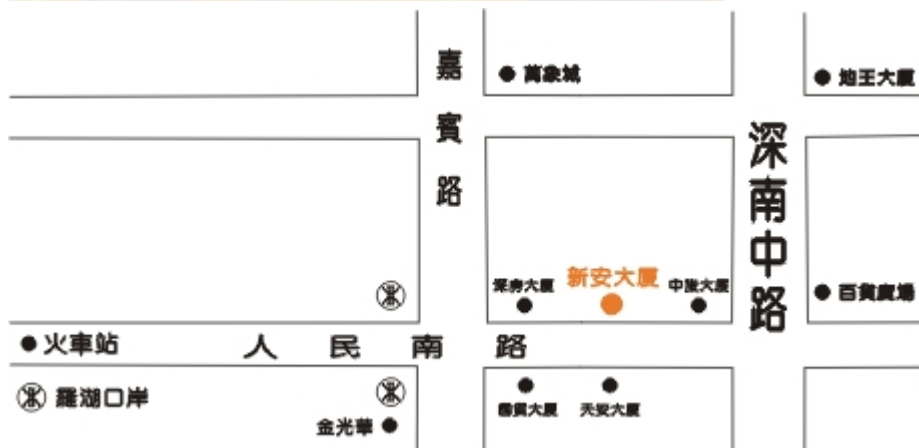 嘉賓路
萬象城
地王大廈
深南中路
深房大廈
新安大廈
中旅大廈
百貨廣場
火車站
人民南路
羅湖口岸
金光華
國貿大廈
天安大廈